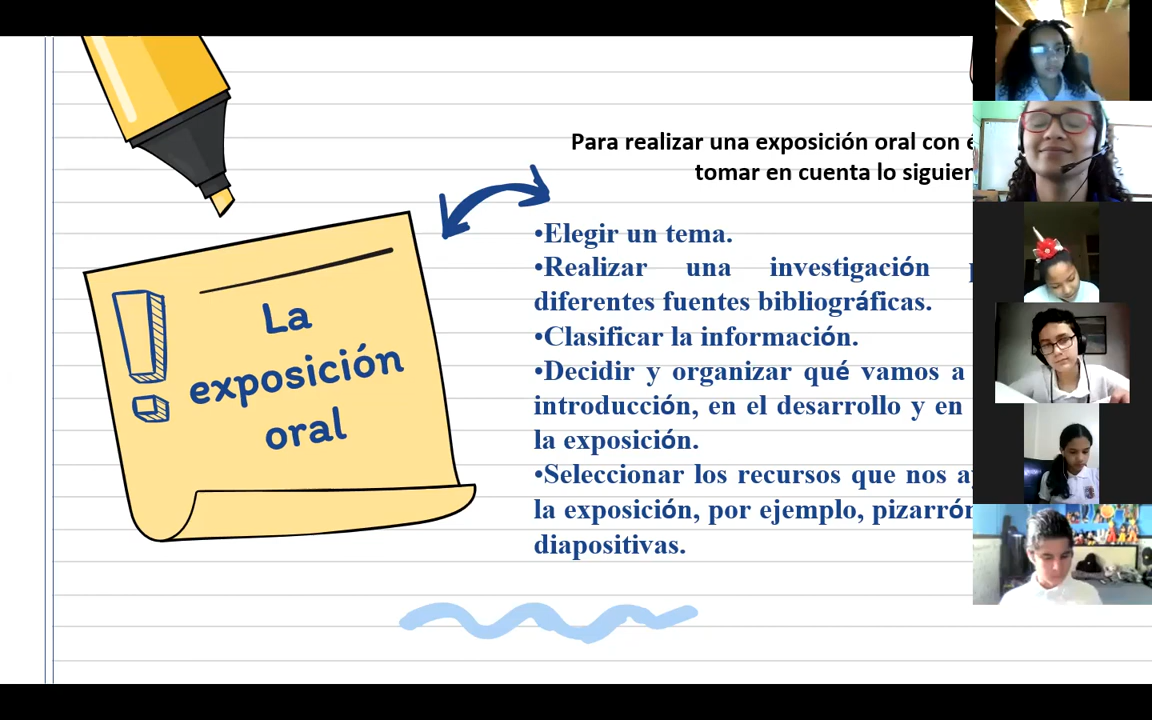 La
exposición
oral
Para realizar una exposición oral con
tomar en cuenta lo
•Elegir un tema.
•Realizar una investigación
diferentes fuentes bibliográficas.
•Clasificar la información.
•Decidir y organizar qué vamos a
introducción, en el desarrollo y en
la exposición.
•Seleccionar los recursos que nos
la exposición, por ejemplo, pizarrón
diapositivas.